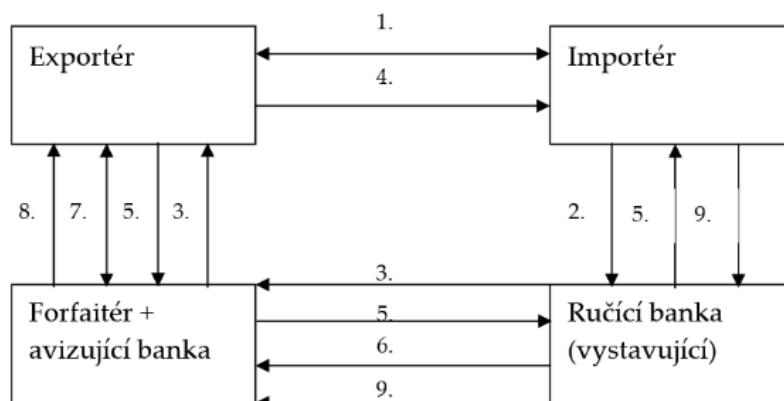 1.
Exportér
Importér
4.
8. 7. 5. 3.
2. 5. 9.
3.
Forfaitér +
avizující banka
5.
6.
9.
Ručící banka
(vystavující)